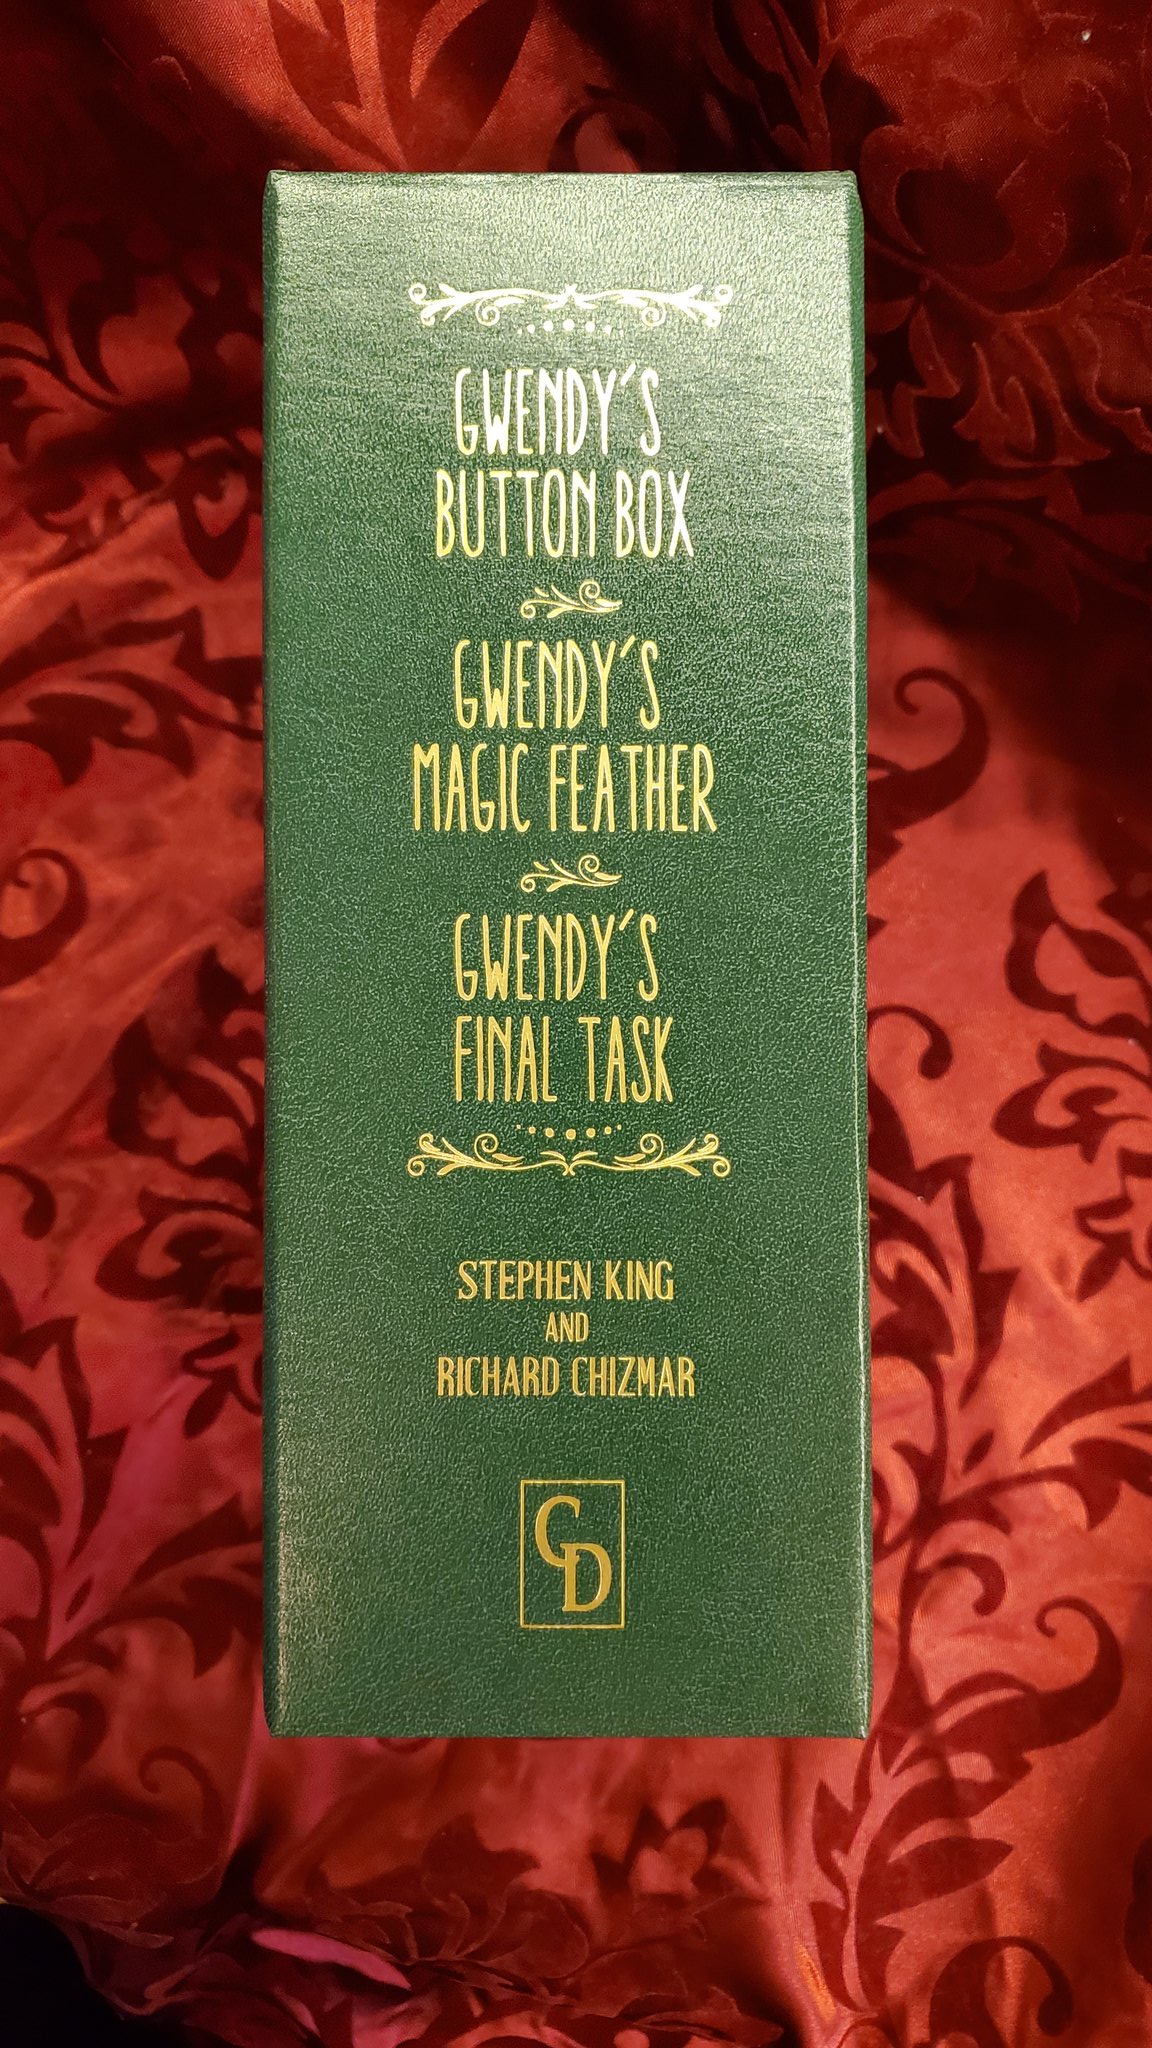 GWENDY´S
BUTTON BOX
GWENDY´S
MAGIC FEATHER
GWENDY´S
FINAL TASK
STEPHEN KING
AND
RICHARD CHIZMAR
CD